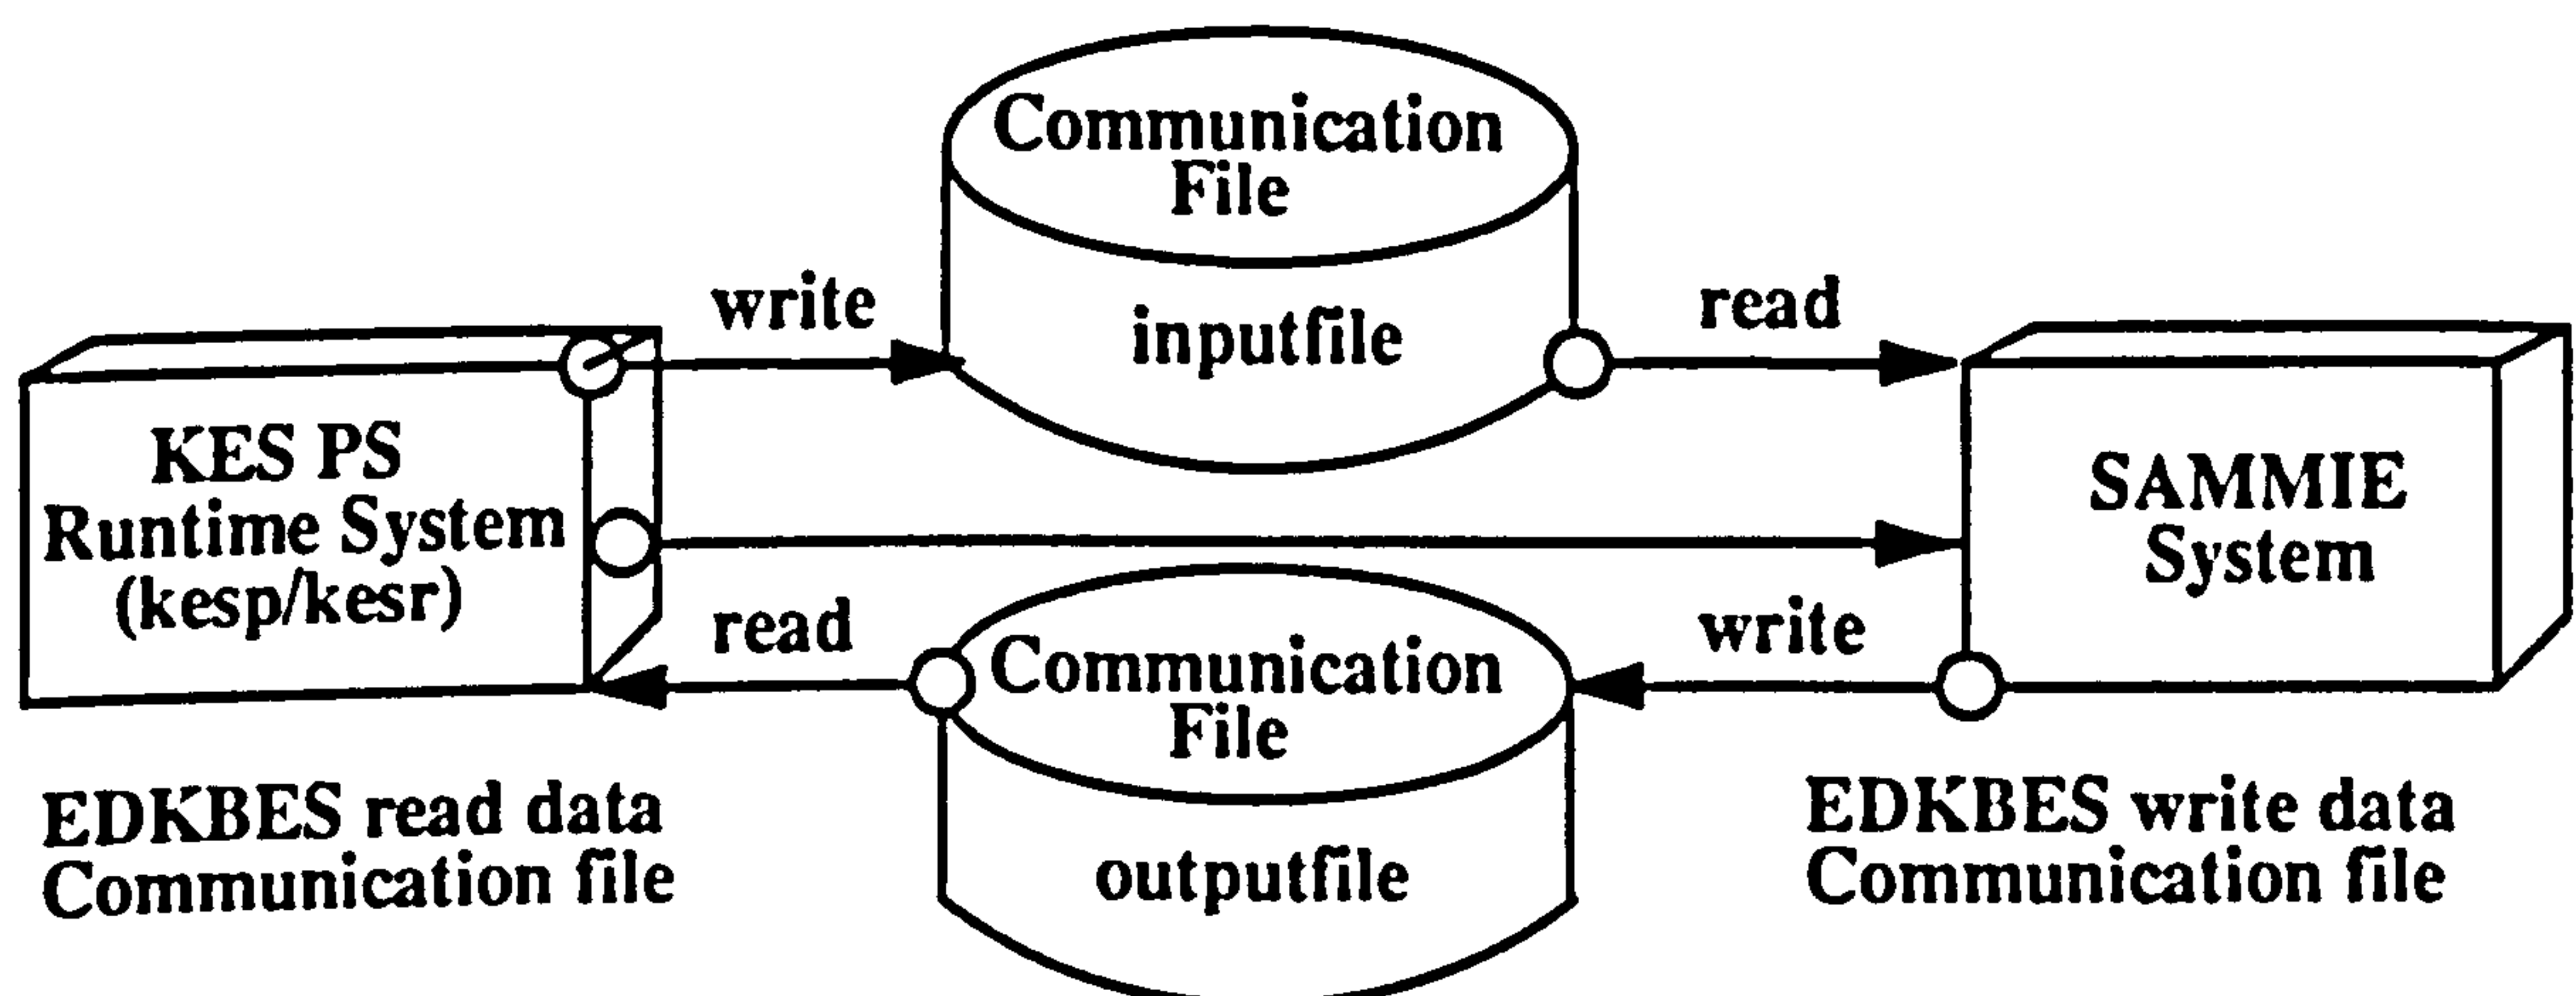 Communication
File
inputfile
write
read
KES PS
Runtime System
(kesp/kesr)
SAMMIE
System
read
write
Communication
File
outputfile
EDKBES read data
Communication file
EDKBES write data
Communication file